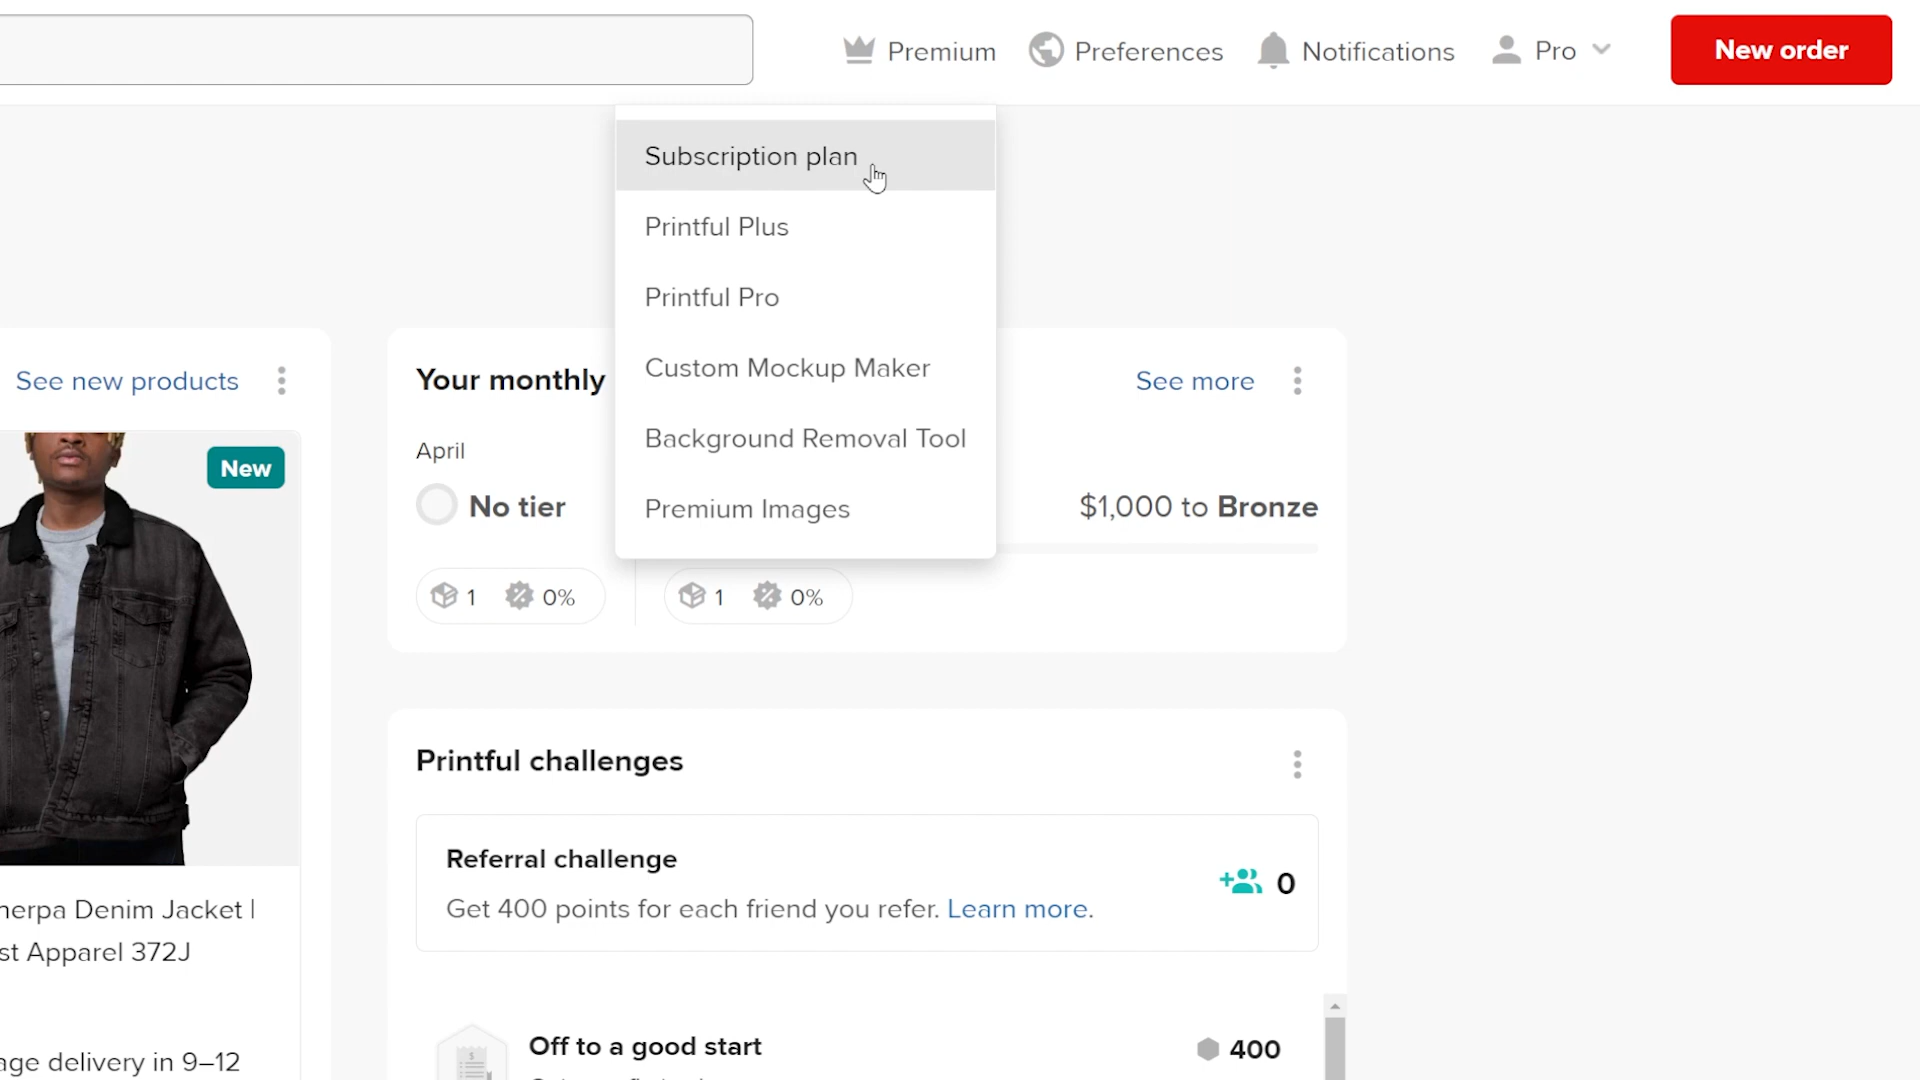 Premium
Preferences
Notifications
Pro
New order
Subscription plan
Printful Plus
Printful Pro
Custom Mockup Maker
Background Removal Tool
Premium Images
See new products
New
herpa Denim Jacket |
st Apparel 372J
age delivery in 9–12
Your monthly
See more
April
No tier
$1,000 to Bronze
1 0%
1 0%
Printful challenges
Referral challenge
Get 400 points for each friend you refer. Learn more.
0
Off to a good start
400